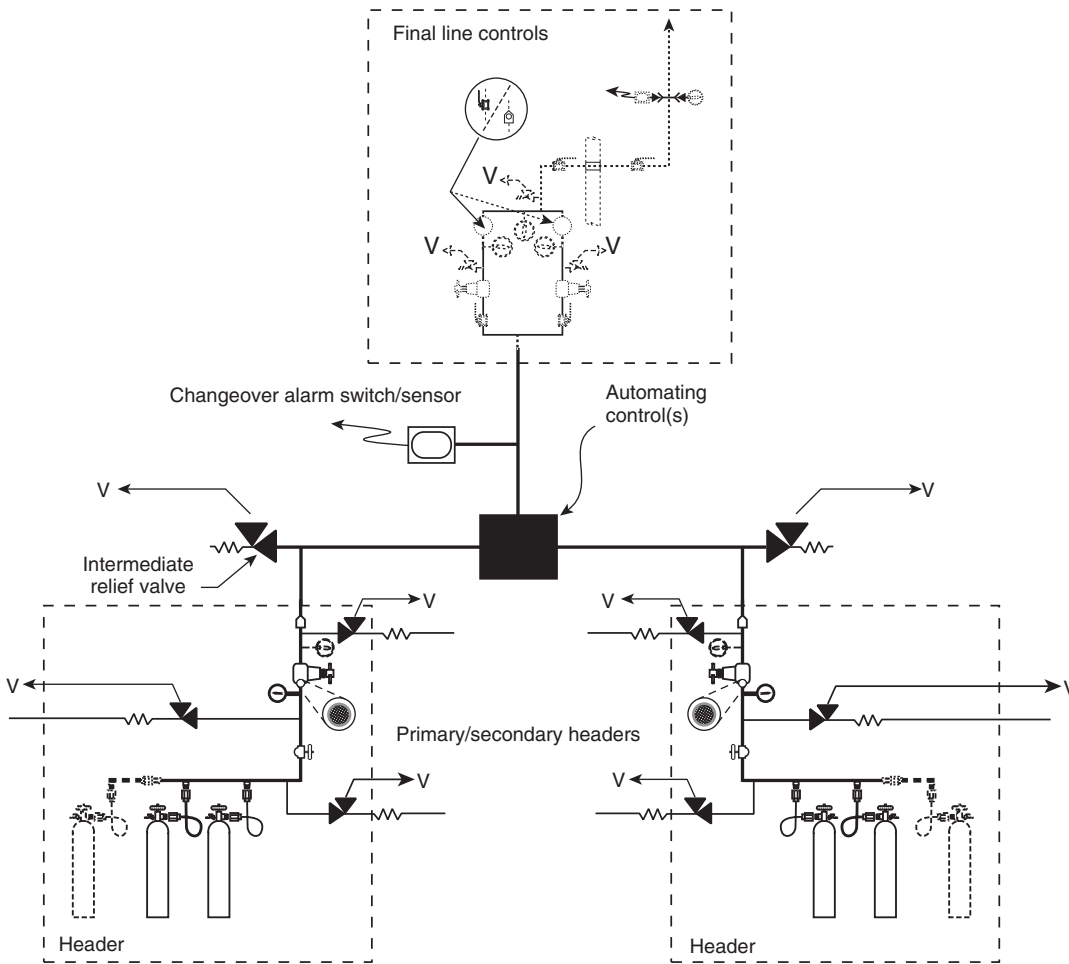 Final line controls
V
V
V
Changeover alarm switch/sensor
Automating
control(s)
V
V
Intermediate
relief valve
V
V
V
V
Primary/secondary headers
V
V
Header
Header